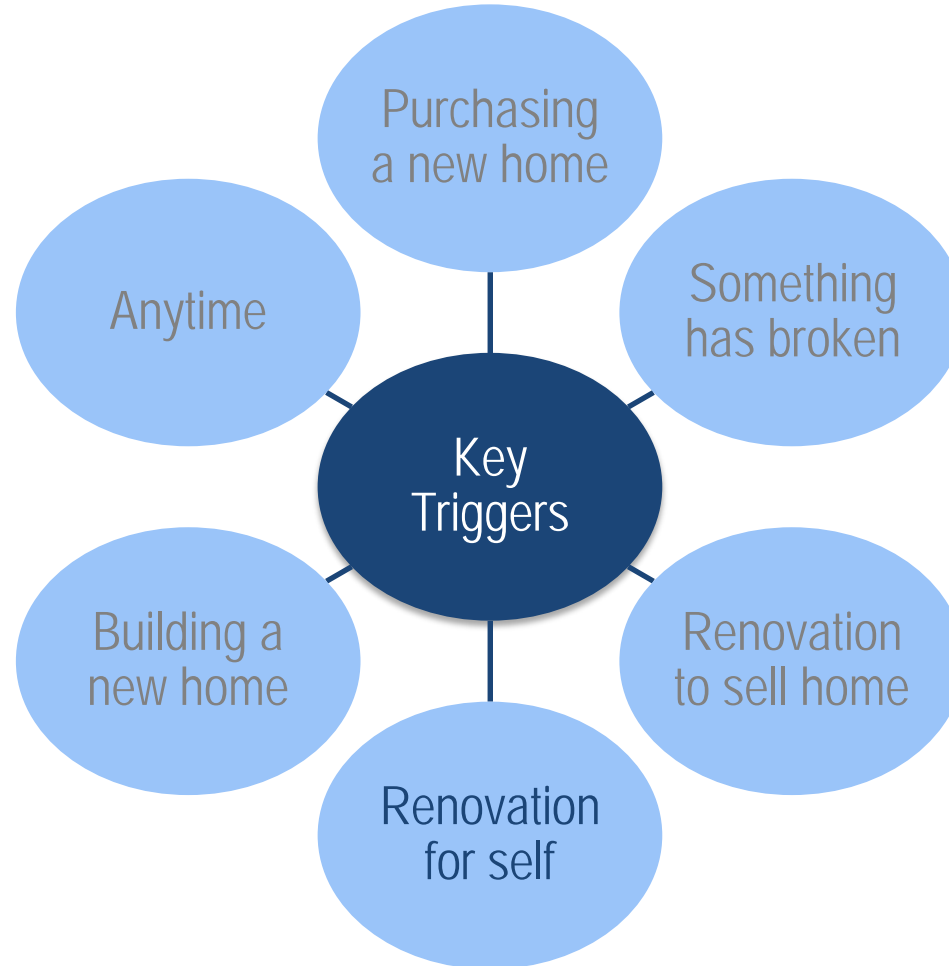 Purchasing
a new home
Anytime
Something
has broken
Key
Triggers
Building a
new home
Renovation
to sell home
Renovation
for self